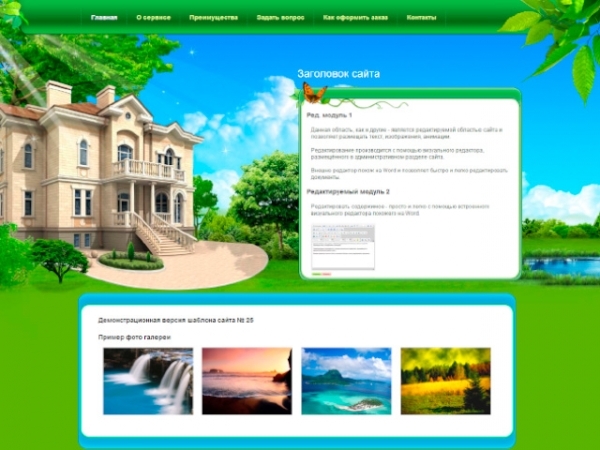 Главная О сервисе Преимущества Задать вопрос Как оформить заказ Контакты
Заголовок сайта
Ред. модуль 1
Данная область, как и другие - является редактируемой областью сайта и
позволяет размещать текст, изображения, анимации.
Редактирование производится с помощью визуального редактора,
размещённого в административном разделе сайта.
Внешне редактор похож на Word и позволяет быстро и легко редактировать
документы.
Редактируемый модуль 2
Редактировать содержимое - просто и легко с помощью встроенного
визуального редактора похожего на Word.
Демонстрационная версия шаблона сайта № 25
Пример фото галереи